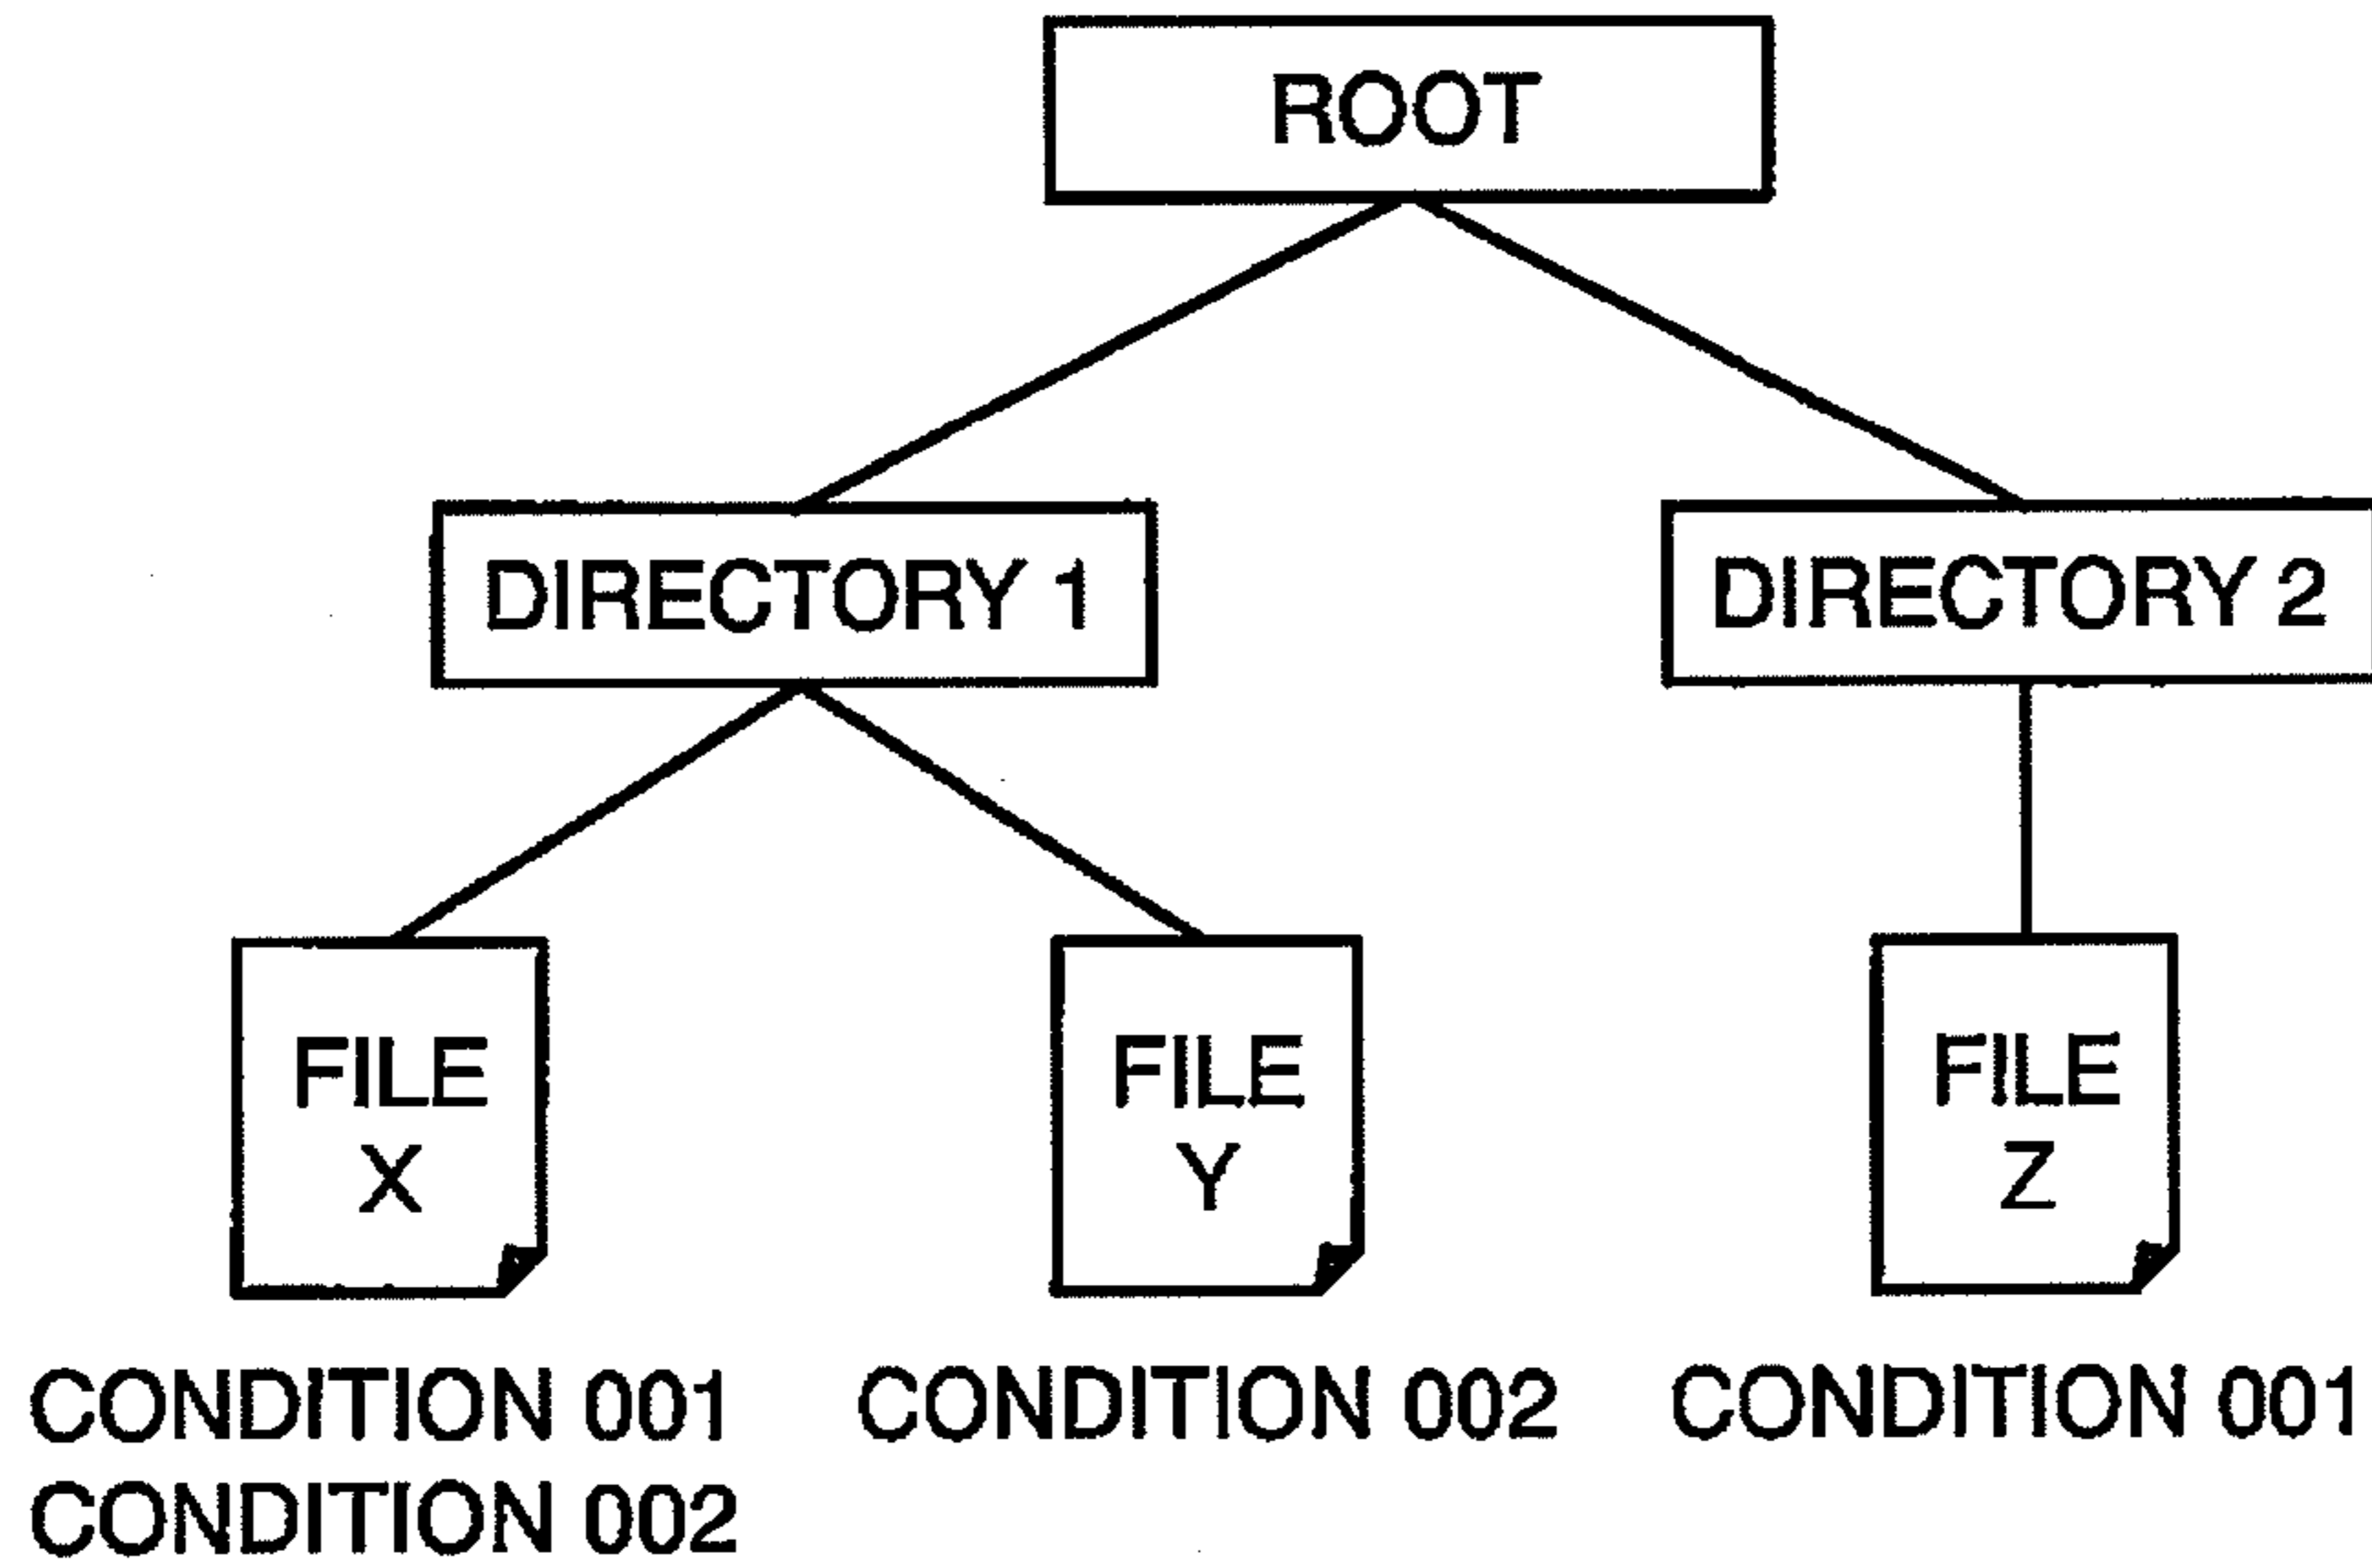 ROOT
DIRECTORY 1
DIRECTORY 2
FILE
X
FILE
Y
FILE
Z
CONDITION 001
CONDITION 002
CONDITION 002
CONDITION 001